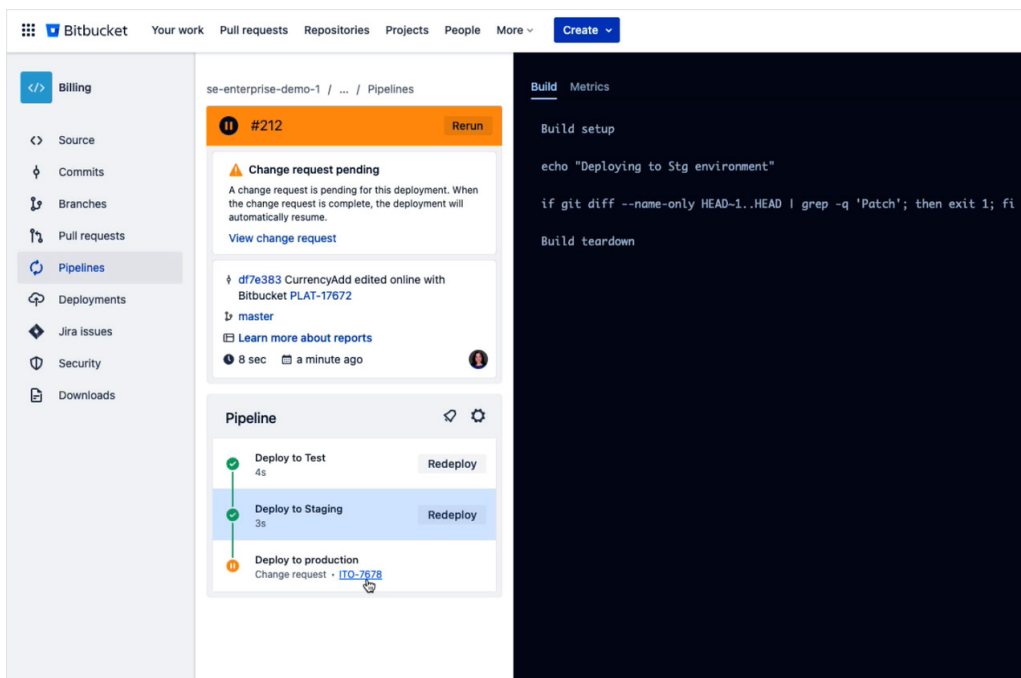 Bitbucket Your work Pull requests Repositories Projects People More Create
Billing
Source
Commits
Branches
Pull requests
Pipelines
Deployments
Jira issues
Security
Downloads
se-enterprise-demo-1 / ... / Pipelines
#212 Rerun
Change request pending
A change request is pending for this deployment. When
the change request is complete, the deployment will
automatically resume.
View change request
df7e383 CurrencyAdd edited online with
Bitbucket PLAT-17672
master
Learn more about reports
8 sec a minute ago
Pipeline
Deploy to Test
4s
Redeploy
Deploy to Staging
3s
Redeploy
Deploy to production
Change request • ITO-7678
Build Metrics
Build setup
echo "Deploying to Stg environment"
if git diff --name-only HEAD~1..HEAD | grep -q 'Patch'; then exit 1; fi
Build teardown